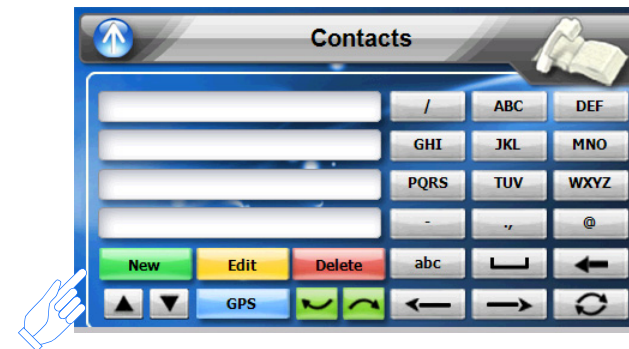 Contacts
/ ABC DEF
GHI JKL MNO
PQRS TUV WXYZ
- ., @
New Edit Delete abc
GPS